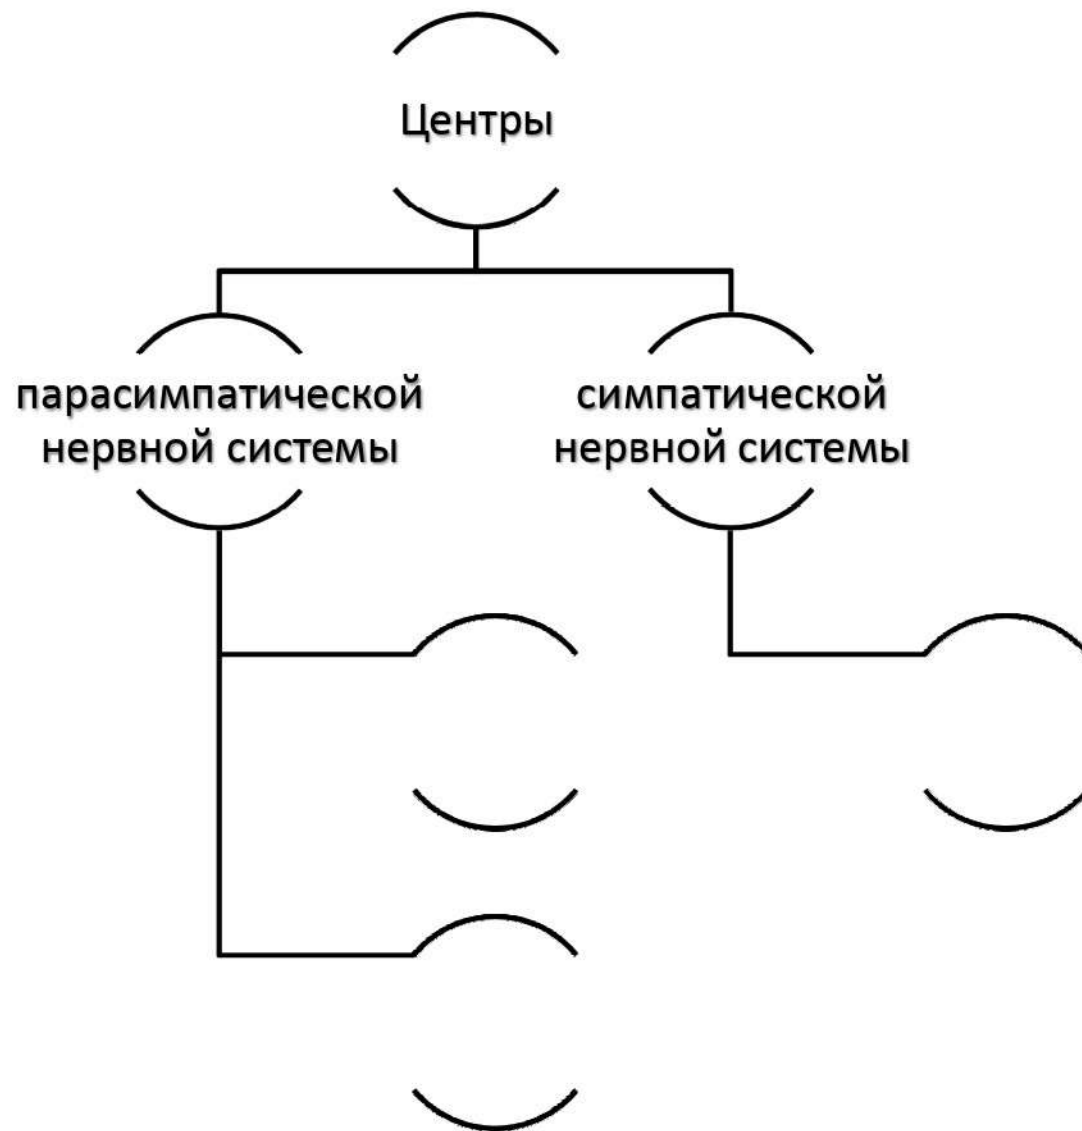 Центры
парасимпатической
нервной системы
симпатической
нервной системы